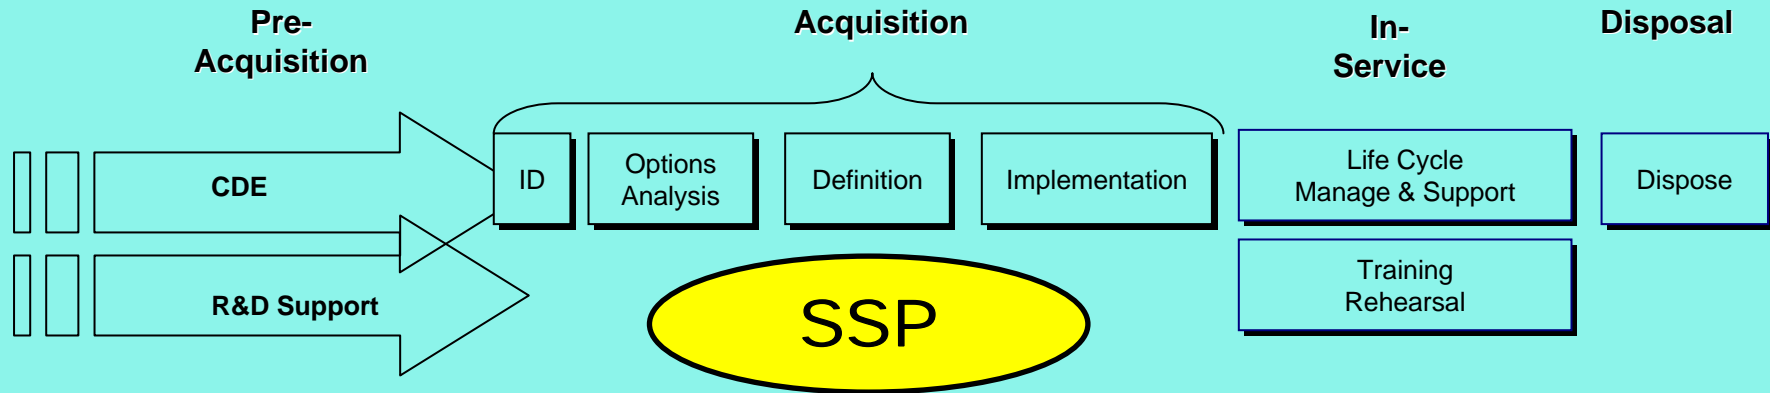 Pre-
Acquisition
Acquisition
In-
Service
Disposal
CDE
ID
Options
Analysis
Definition
Implementation
Life Cycle
Manage & Support
Dispose
R&D Support
SSP
Training
Rehearsal